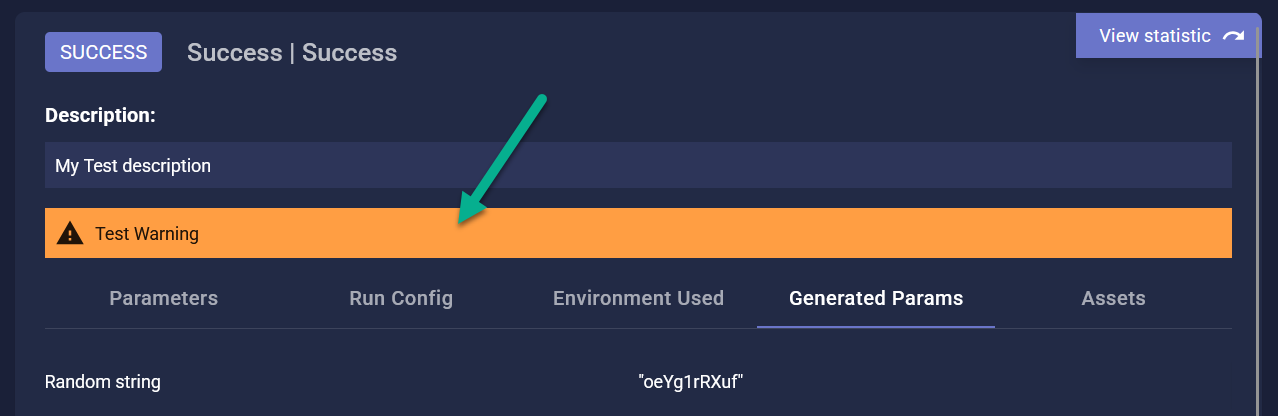 SUCCESS
Success | Success
View statistic
Description:
My Test description
Test Warning
Parameters
Run Config
Environment Used
Generated Params
Assets
Random string
"oeYg1rRXuf"